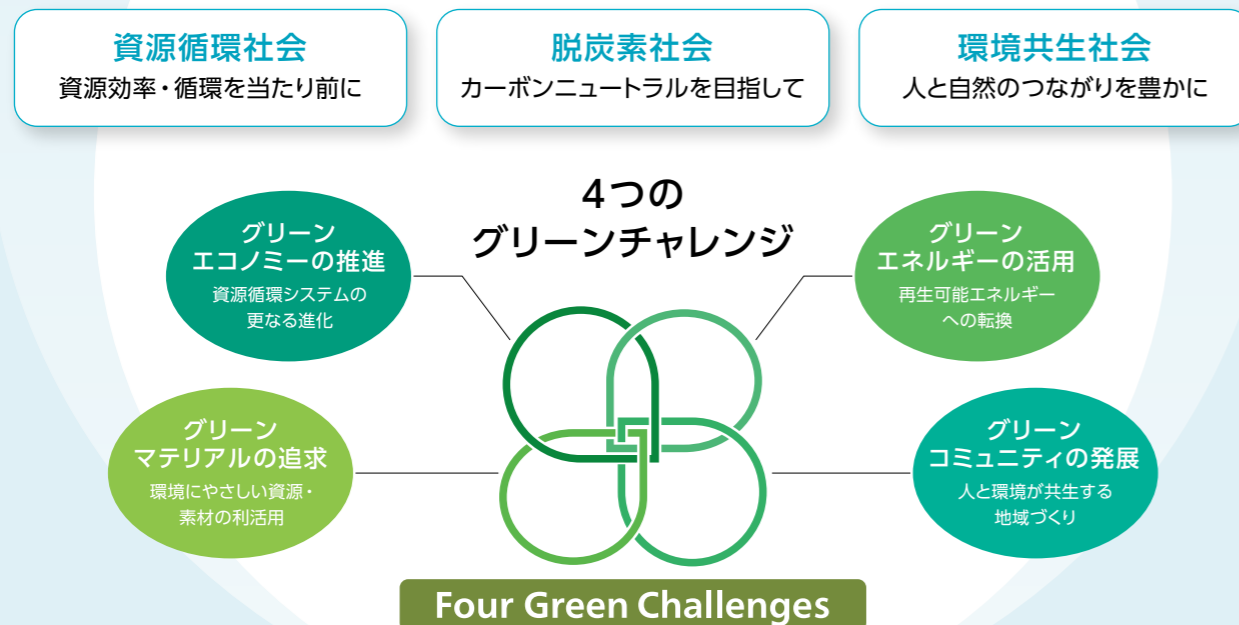 資源循環社会
資源効率・循環を当たり前に
脱炭素社会
カーボンニュートラルを目指して
環境共生社会
人と自然のつながりを豊かに
4つの
グリーンチャレンジ
グリーン
エコノミーの推進
資源循環システムの
更なる進化
グリーン
エネルギーの活用
再生可能エネルギー
への転換
グリーン
マテリアルの追求
環境にやさしい資源・
素材の利活用
グリーン
コミュニティの発展
人と環境が共生する
地域づくり
Four Green Challenges